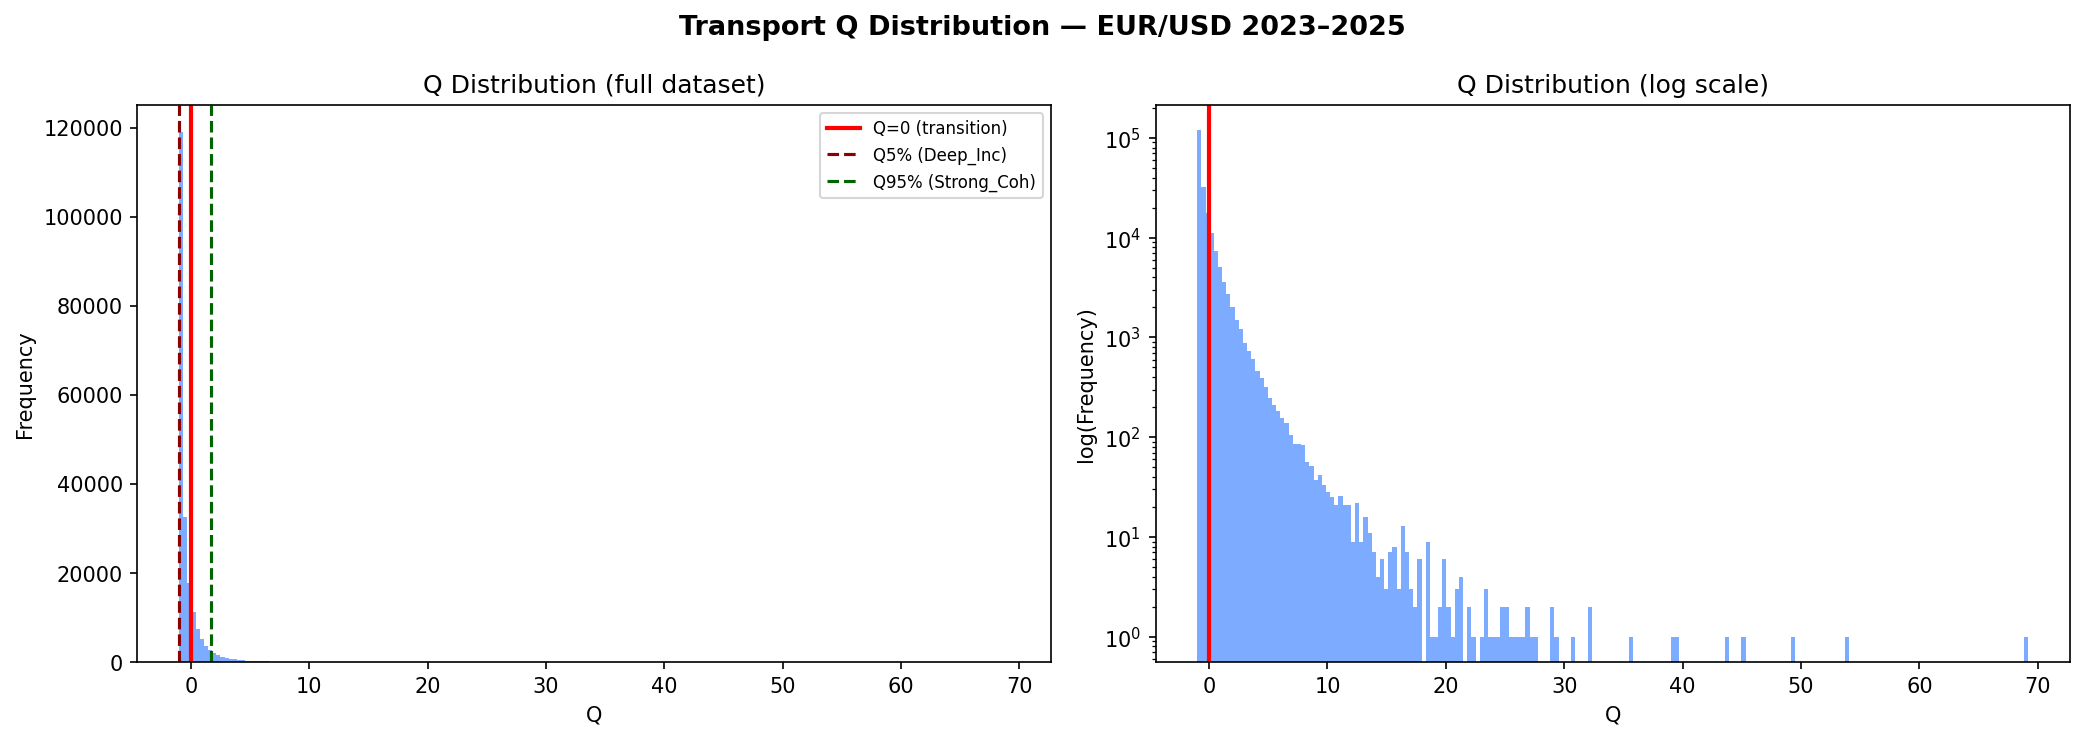 Transport Q Distribution — EUR/USD 2023–2025
Q Distribution (full dataset)
Q=0 (transition)
Q5% (Deep_Inc)
Q95% (Strong_Coh)
Frequency
120000
100000
80000
60000
40000
20000
0
0 10 20 30 40 50 60 70
Q
Q Distribution (log scale)
log(Frequency)
10⁵
10⁴
10³
10²
10¹
10⁰
0 10 20 30 40 50 60 70
Q